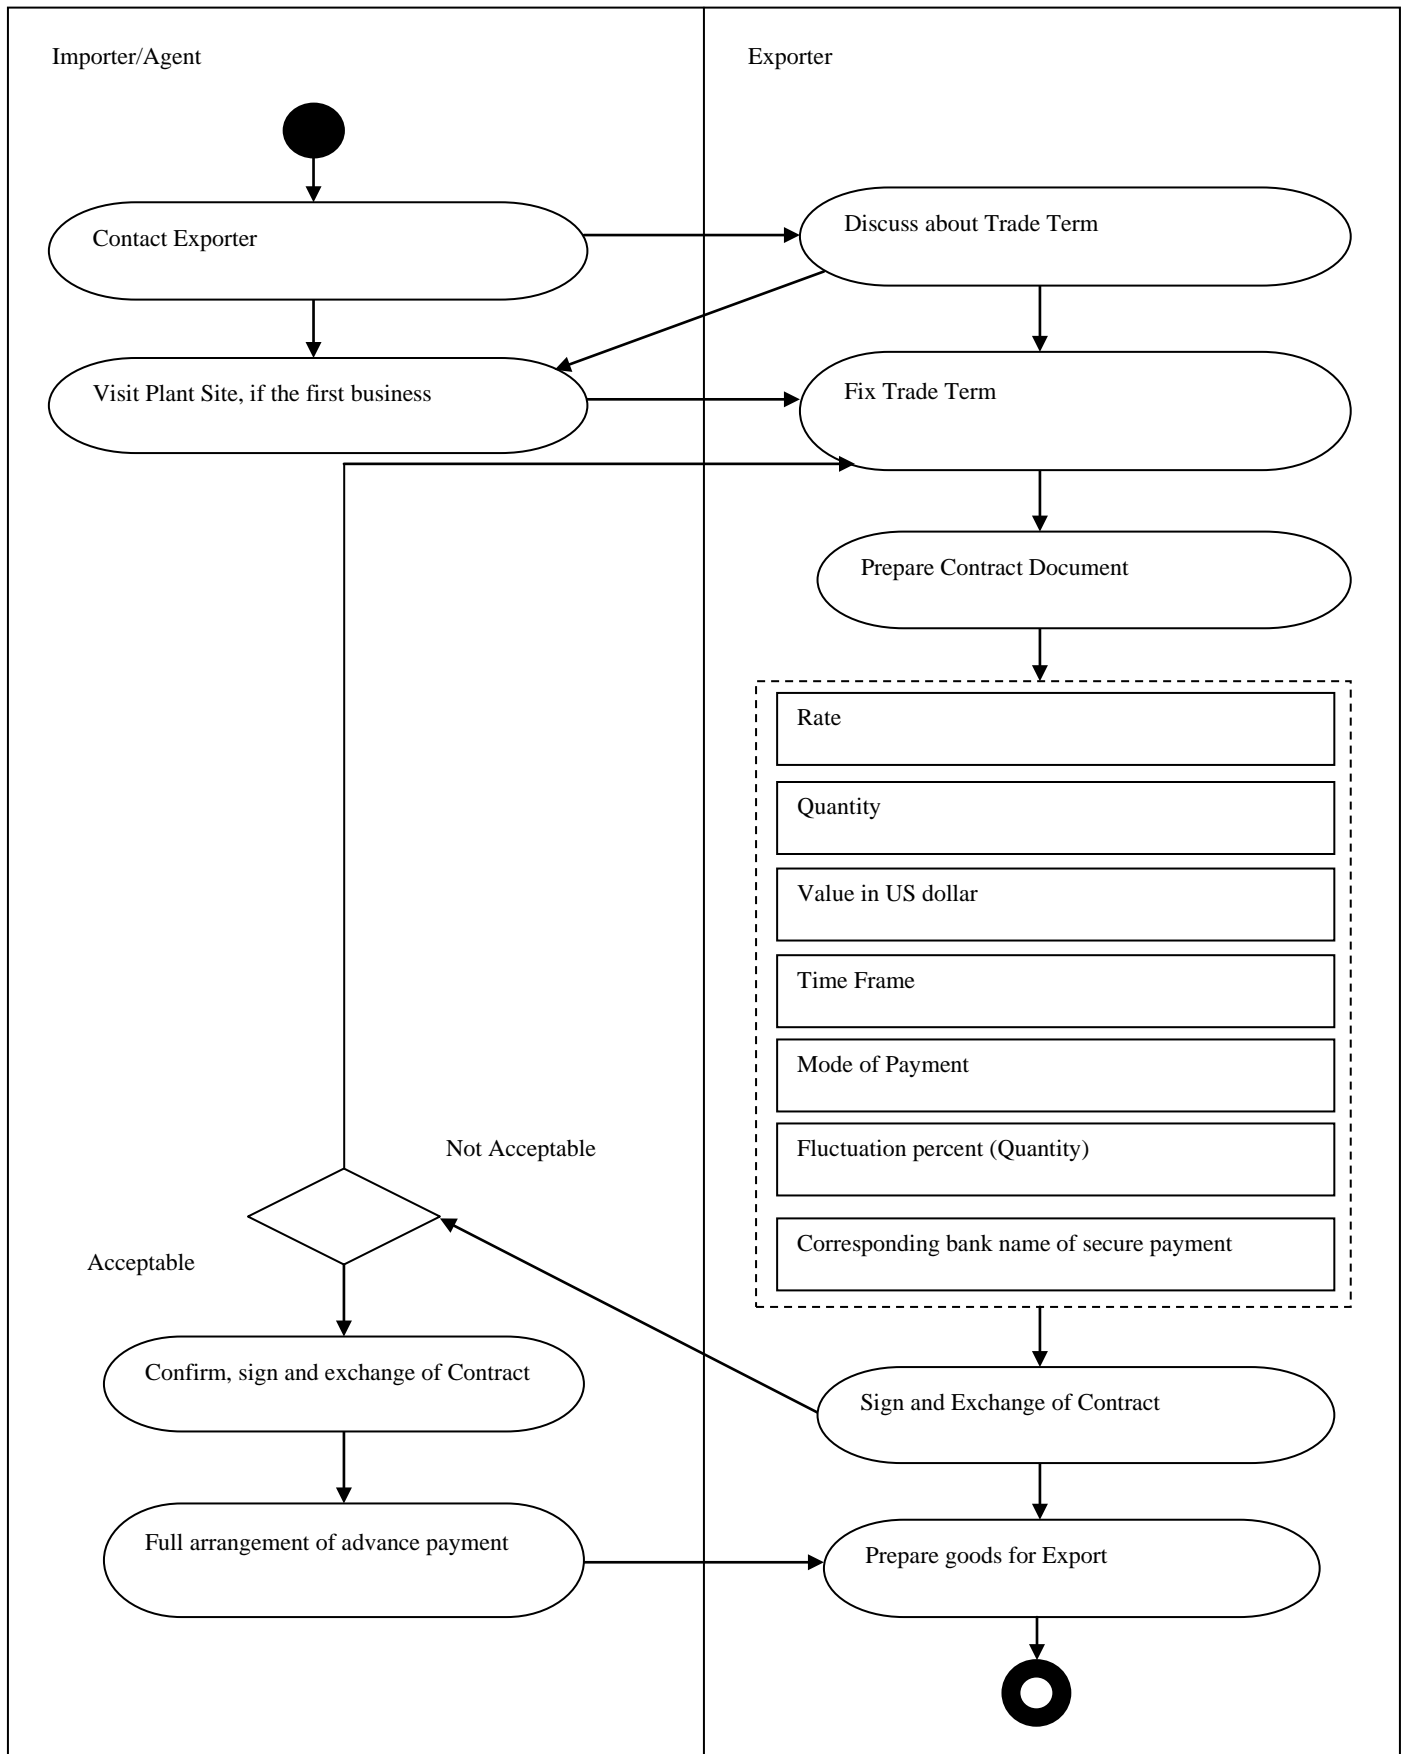 Importer/Agent
Exporter
Contact Exporter
Discuss about Trade Term
Visit Plant Site, if the first business
Fix Trade Term
Prepare Contract Document
Rate
Quantity
Value in US dollar
Time Frame
Mode of Payment
Not Acceptable
Fluctuation percent (Quantity)
Corresponding bank name of secure payment
Acceptable
Confirm, sign and exchange of Contract
Sign and Exchange of Contract
Full arrangement of advance payment
Prepare goods for Export